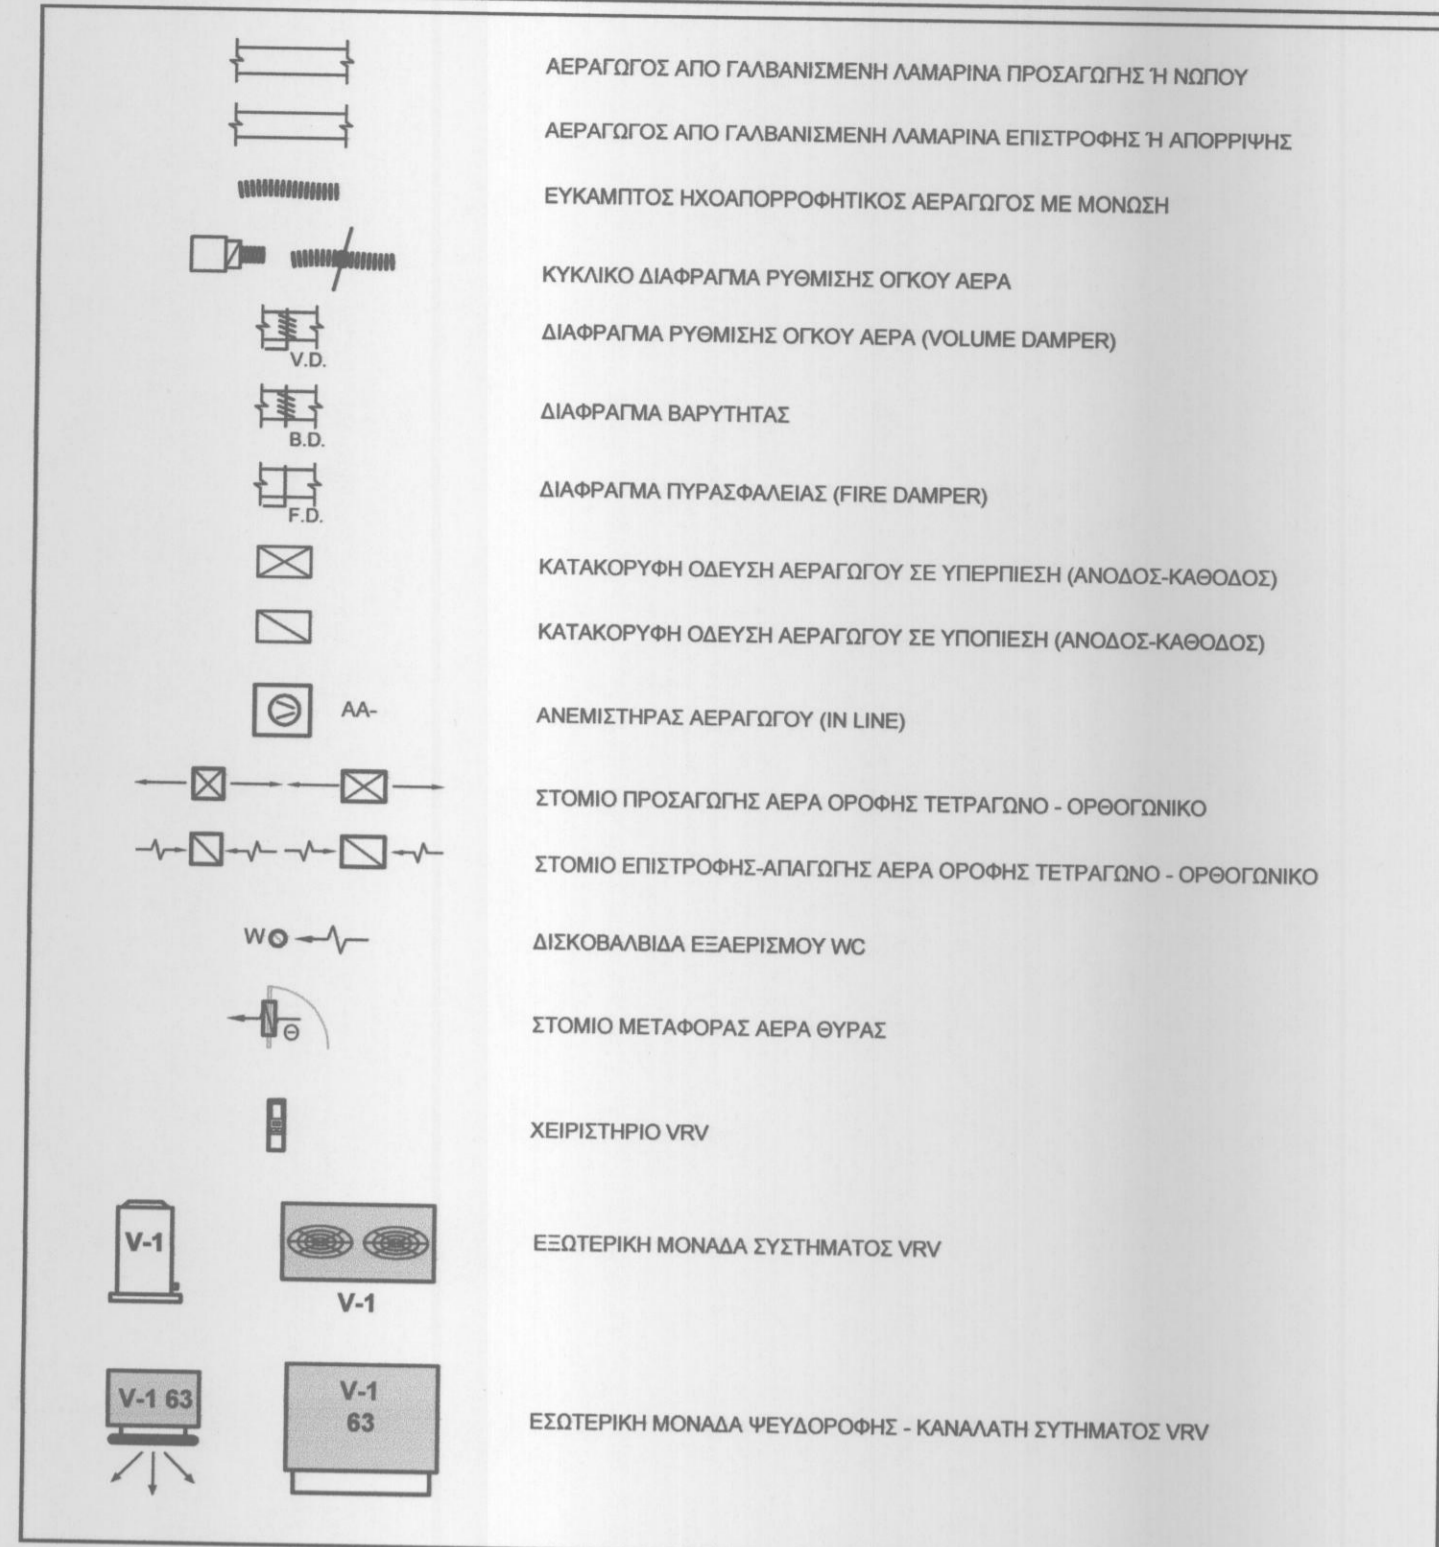 ΑΕΡΑΓΩΓΟΣ ΑΠΟ ΓΑΛΒΑΝΙΣΜΕΝΗ ΛΑΜΑΡΙΝΑ ΠΡΟΣΑΓΩΓΗΣ Ή ΝΩΠΟΥ
ΑΕΡΑΓΩΓΟΣ ΑΠΟ ΓΑΛΒΑΝΙΣΜΕΝΗ ΛΑΜΑΡΙΝΑ ΕΠΙΣΤΡΟΦΗΣ Ή ΑΠΟΡΡΙΨΗΣ
ΕΥΚΑΜΠΤΟΣ ΗΧΟΑΠΟΡΡΟΦΗΤΙΚΟΣ ΑΕΡΑΓΩΓΟΣ ΜΕ ΜΟΝΩΣΗ
ΚΥΚΛΙΚΟ ΔΙΑΦΡΑΓΜΑ ΡΥΘΜΙΣΗΣ ΟΓΚΟΥ ΑΕΡΑ
V.D.
ΔΙΑΦΡΑΓΜΑ ΡΥΘΜΙΣΗΣ ΟΓΚΟΥ ΑΕΡΑ (VOLUME DAMPER)
B.D.
ΔΙΑΦΡΑΓΜΑ ΒΑΡΥΤΗΤΑΣ
F.D.
ΔΙΑΦΡΑΓΜΑ ΠΥΡΑΣΦΑΛΕΙΑΣ (FIRE DAMPER)
ΚΑΤΑΚΟΡΥΦΗ ΟΔΕΥΣΗ ΑΕΡΑΓΩΓΟΥ ΣΕ ΥΠΕΡΠΙΕΣΗ (ΑΝΟΔΟΣ-ΚΑΘΟΔΟΣ)
ΚΑΤΑΚΟΡΥΦΗ ΟΔΕΥΣΗ ΑΕΡΑΓΩΓΟΥ ΣΕ ΥΠΟΠΙΕΣΗ (ΑΝΟΔΟΣ-ΚΑΘΟΔΟΣ)
AA-
ΑΝΕΜΙΣΤΗΡΑΣ ΑΕΡΑΓΩΓΟΥ (IN LINE)
ΣΤΟΜΙΟ ΠΡΟΣΑΓΩΓΗΣ ΑΕΡΑ ΟΡΟΦΗΣ ΤΕΤΡΑΓΩΝΟ - ΟΡΘΟΓΩΝΙΚΟ
ΣΤΟΜΙΟ ΕΠΙΣΤΡΟΦΗΣ-ΑΠΑΓΩΓΗΣ ΑΕΡΑ ΟΡΟΦΗΣ ΤΕΤΡΑΓΩΝΟ - ΟΡΘΟΓΩΝΙΚΟ
W
ΔΙΣΚΟΒΑΛΒΙΔΑ ΕΞΑΕΡΙΣΜΟΥ WC
Θ
ΣΤΟΜΙΟ ΜΕΤΑΦΟΡΑΣ ΑΕΡΑ ΘΥΡΑΣ
ΧΕΙΡΙΣΤΗΡΙΟ VRV
V-1
V-1
ΕΞΩΤΕΡΙΚΗ ΜΟΝΑΔΑ ΣΥΣΤΗΜΑΤΟΣ VRV
V-1 63
V-1
63
ΕΣΩΤΕΡΙΚΗ ΜΟΝΑΔΑ ΨΕΥΔΟΡΟΦΗΣ - ΚΑΝΑΛΑΤΗ ΣΥΤΗΜΑΤΟΣ VRV